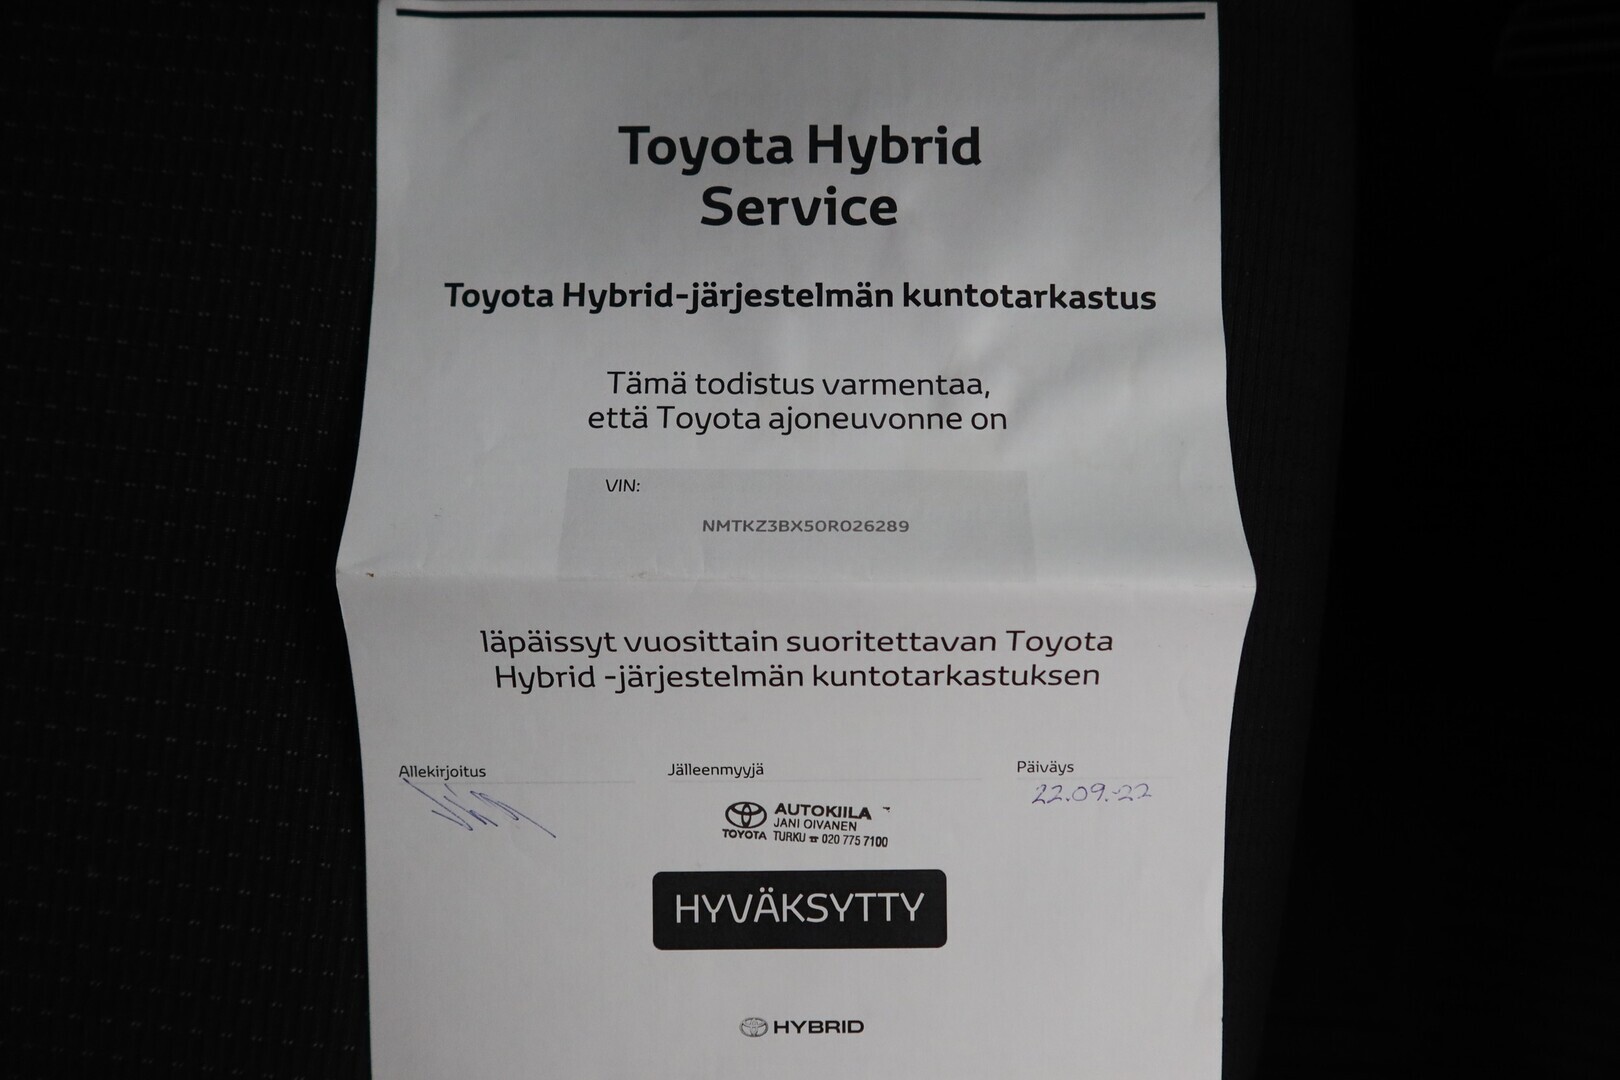 Toyota Hybrid
Service
Toyota Hybrid-järjestelmän kuntotarkastus
Tämä todistus varmentaa,
että Toyota ajoneuvonne on
VIN:
NMTKZ3BX50R026289
läpäissyt vuosittain suoritettavan Toyota
Hybrid -järjestelmän kuntotarkastuksen
Allekirjoitus
Jälleenmyyjä
Päiväys
22.09.-22
AUTOKIILA
JANI OIVANEN
TOYOTA TURKU ☎ 020 775 7100
HYVÄKSYTTY
HYBRID